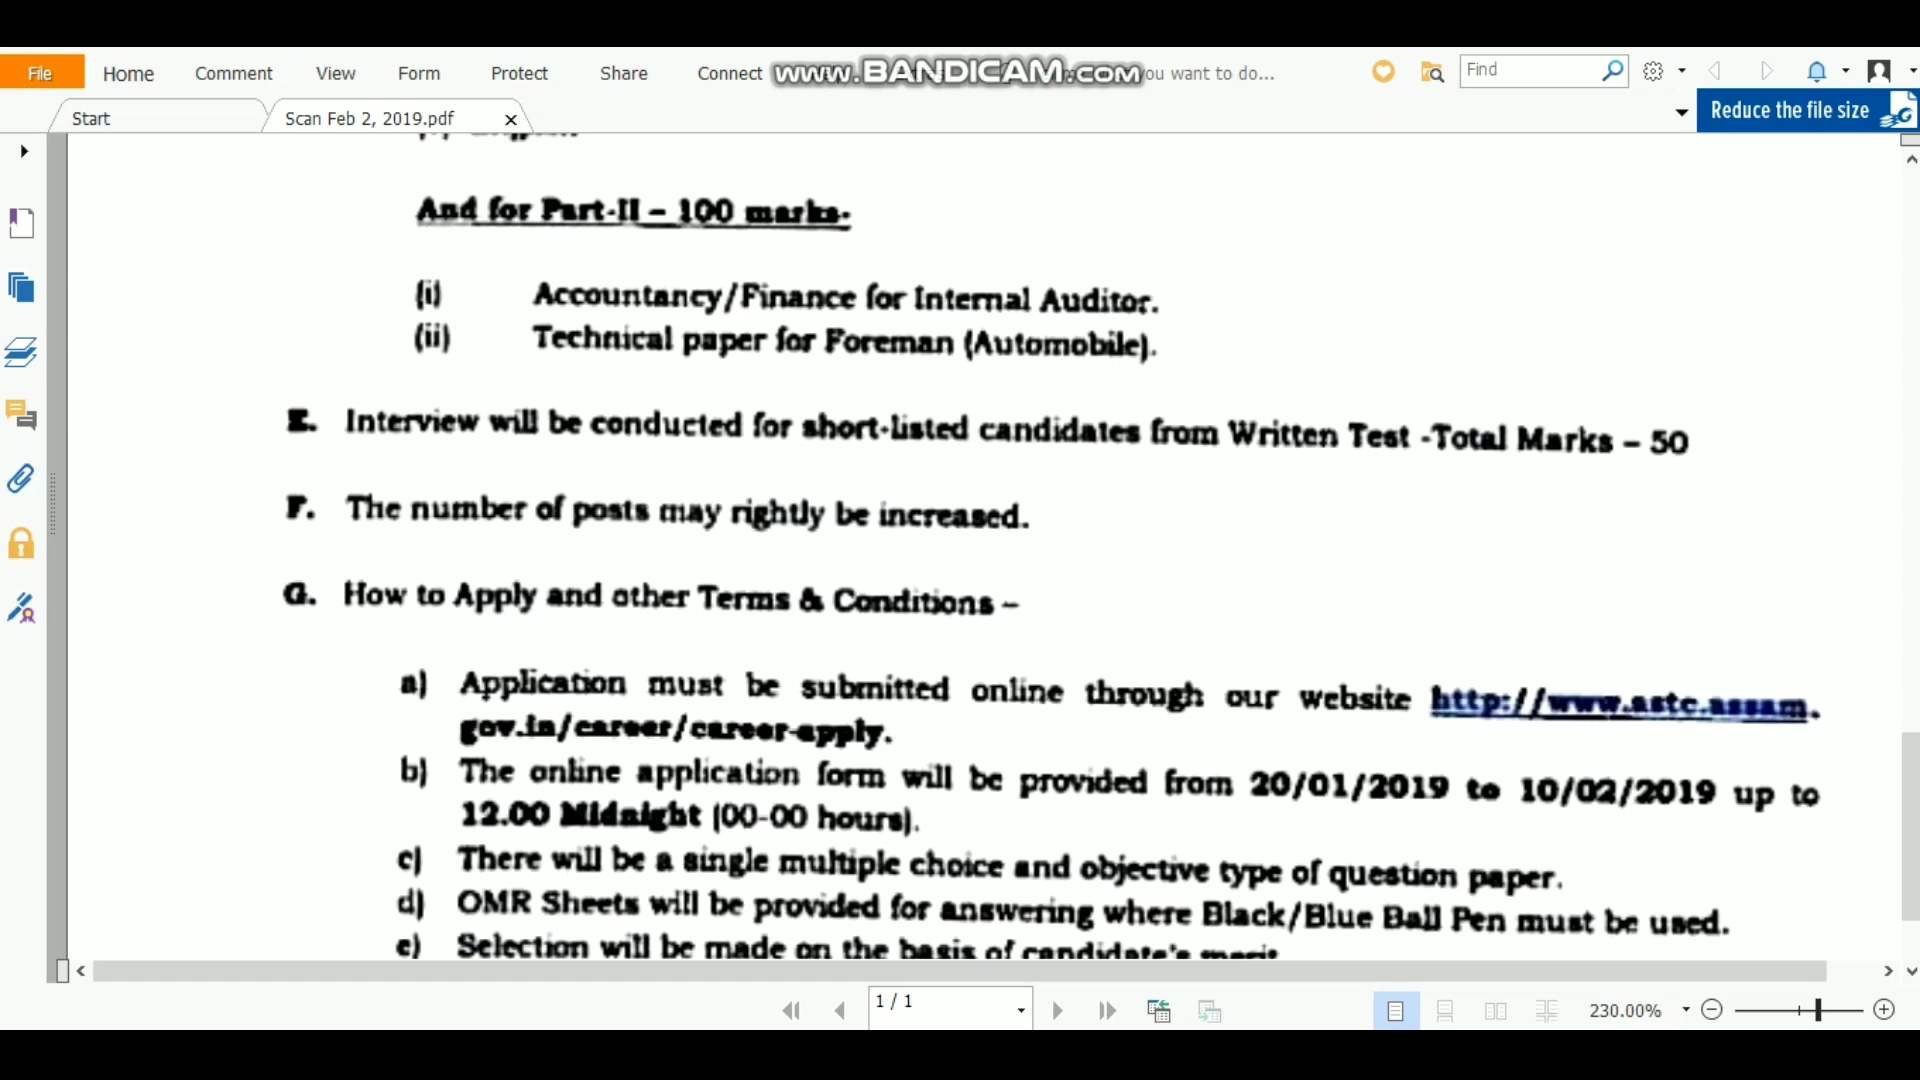 www.BANDICAM.com
File Home Comment View Form Protect Share Connect you want to do... Find
Start Scan Feb 2, 2019.pdf Reduce the file size
And for Part-II – 100 marks-
(i) Accountancy/Finance for Internal Auditor.
(ii) Technical paper for Foreman (Automobile).
E. Interview will be conducted for short-listed candidates from Written Test -Total Marks – 50
F. The number of posts may rightly be increased.
G. How to Apply and other Terms & Conditions –
a) Application must be submitted online through our website http://www.astc.assam.
gov.in/career/career-apply.
b) The online application form will be provided from 20/01/2019 to 10/02/2019 up to
12.00 Midnight (00-00 hours).
c) There will be a single multiple choice and objective type of question paper.
d) OMR Sheets will be provided for answering where Black/Blue Ball Pen must be used.
e) Selection will be made on the basis of candidate's merit
1 / 1 230.00%